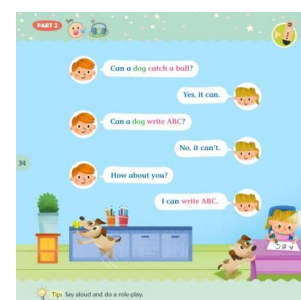 PART 2
Can a dog catch a ball?
Yes, it can.
Can a dog write ABC?
No, it can't.
34
How about you?
I can write ABC.
Tips Say aloud and do a role-play.